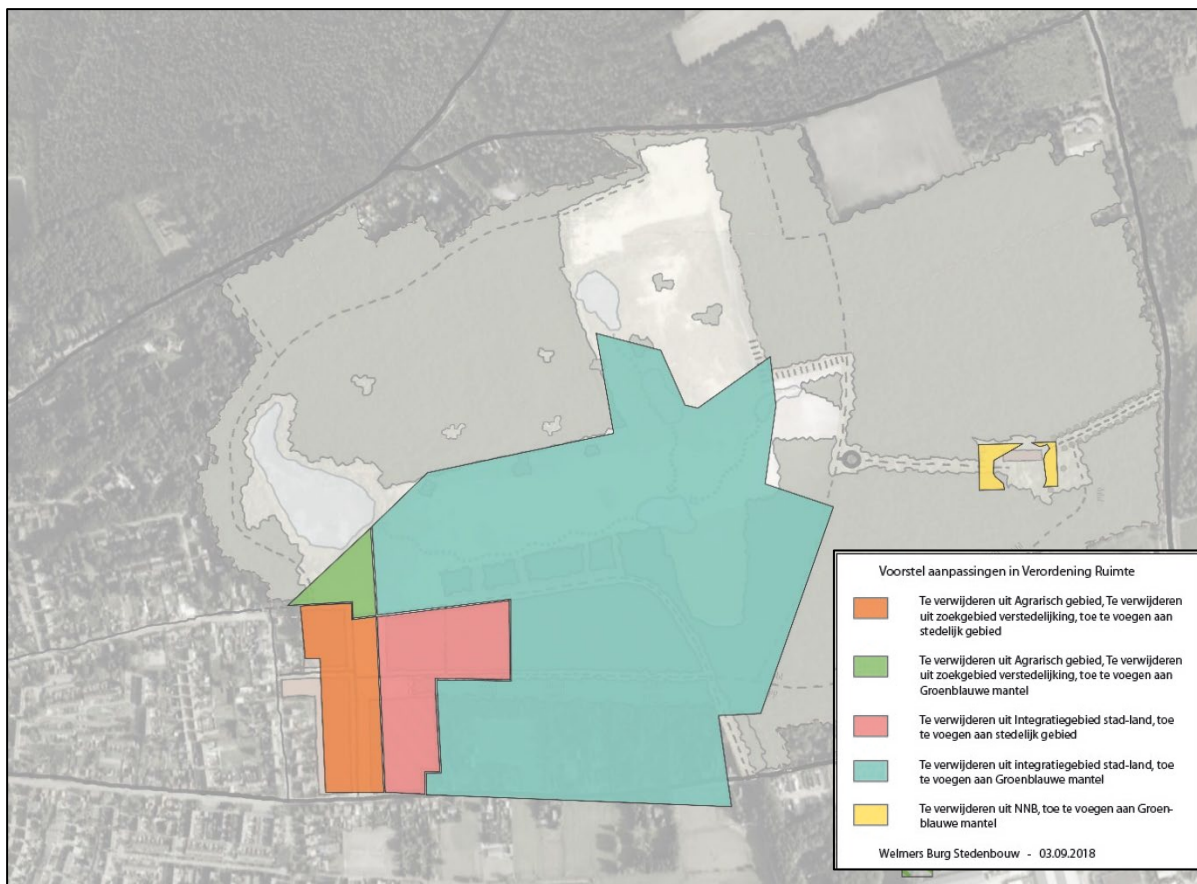 Voorstel aanpassingen in Verordening Ruimte
Te verwijderen uit Agrarisch gebied, Te verwijderen
uit zoekgebied verstedelijking, toe te voegen aan
stedelijk gebied
Te verwijderen uit Agrarisch gebied, Te verwijderen
uit zoekgebied verstedelijking, toe te voegen aan
Groenblauwe mantel
Te verwijderen uit Integratiegebied stad-land, toe
te voegen aan stedelijk gebied
Te verwijderen uit integratiegebied stad-land, toe
te voegen aan Groenblauwe mantel
Te verwijderen uit NNB, toe te voegen aan Groen-
blauwe mantel
Welmers Burg Stedenbouw - 03.09.2018